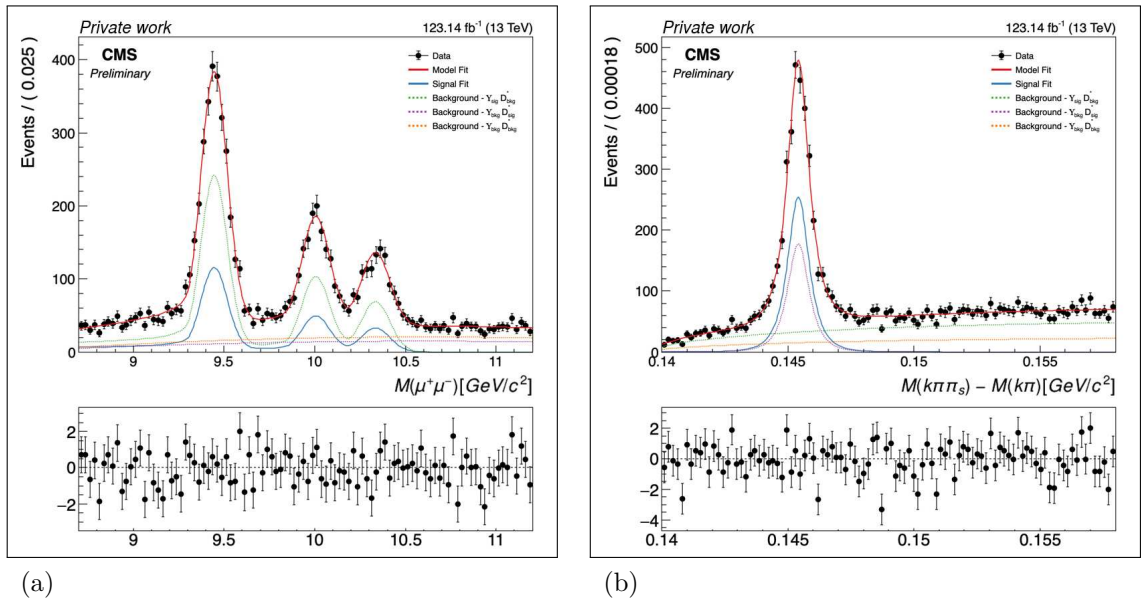 Private work
123.14 fb⁻¹ (13 TeV)
CMS
Preliminary
Data
Model Fit
Signal Fit
Background - ϒsig D*bkg
Background - ϒbkg D*sig
Background - ϒbkg D*bkg
Events / ( 0.025)
400
300
200
100
0
9
9.5
10
10.5
11
M(μ⁺μ⁻)[GeV/c²]
2
0
−2
9
9.5
10
10.5
11
(a)
Private work
123.14 fb⁻¹ (13 TeV)
CMS
Preliminary
Data
Model Fit
Signal Fit
Background - ϒsig D*bkg
Background - ϒbkg D*sig
Background - ϒbkg D*bkg
Events / ( 0.00018)
500
400
300
200
100
0
0.14
0.145
0.15
0.155
M(kππs) − M(kπ)[GeV/c²]
2
0
−2
−4
0.14
0.145
0.15
0.155
(b)